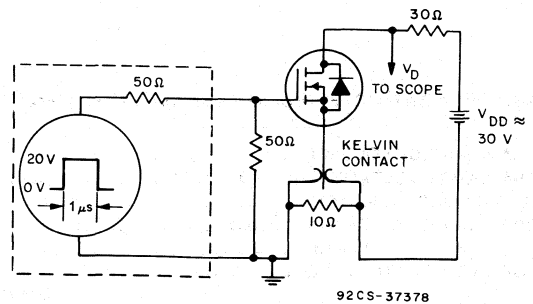 30Ω
V_D
TO SCOPE
50Ω
50Ω
V_DD ≈
30 V
KELVIN
CONTACT
20V
0V
1 μs
10Ω
92CS-37378